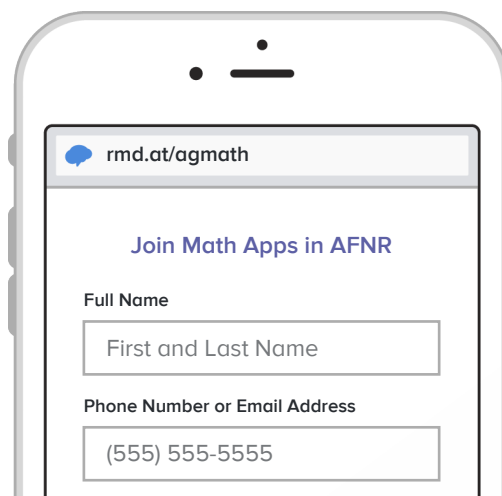 rmd.at/agmath
Join Math Apps in AFNR
Full Name
First and Last Name
Phone Number or Email Address
(555) 555-5555